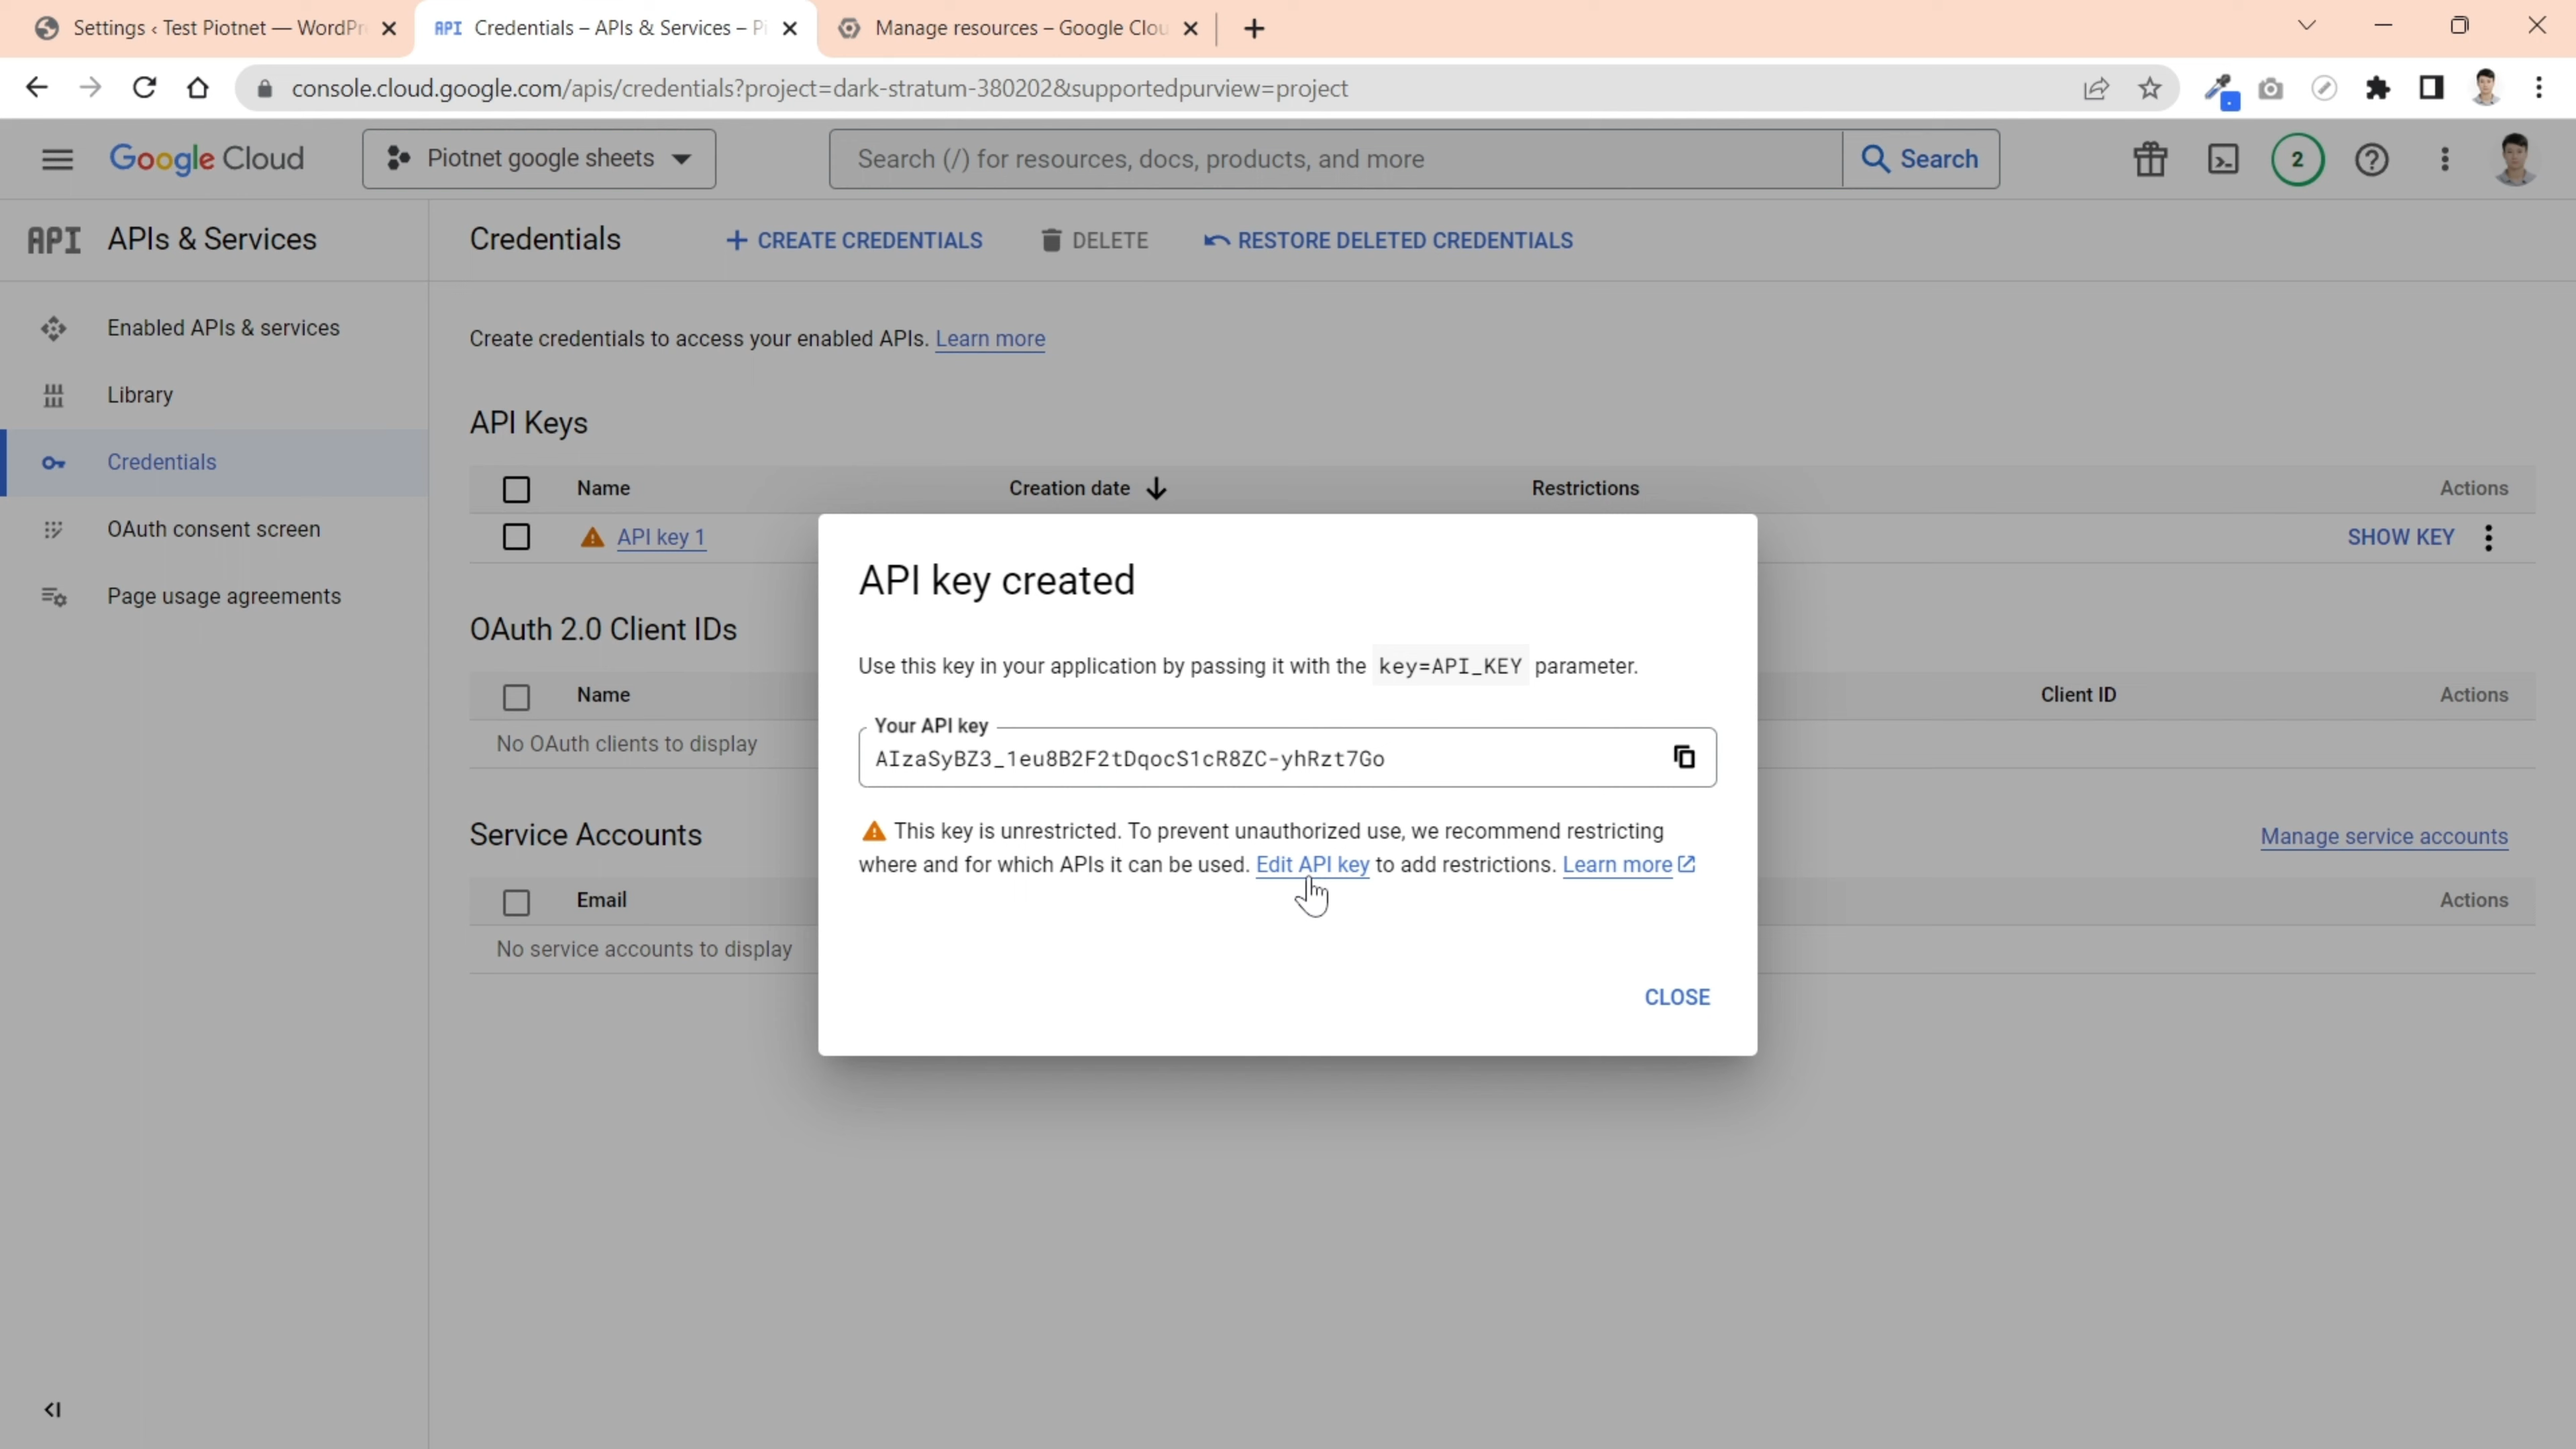 Settings ‹ Test Piotnet — WordPr
API Credentials – APIs & Services – Pi
Manage resources – Google Clou
console.cloud.google.com/apis/credentials?project=dark-stratum-380202&supportedpurview=project
Google Cloud
Piotnet google sheets
Search (/) for resources, docs, products, and more
Search
2
API APIs & Services
Credentials
CREATE CREDENTIALS
DELETE
RESTORE DELETED CREDENTIALS
Enabled APIs & services
Library
Credentials
OAuth consent screen
Page usage agreements
Create credentials to access your enabled APIs. Learn more
API Keys
Name Creation date Restrictions Actions
API key 1 SHOW KEY
OAuth 2.0 Client IDs
Name Client ID Actions
No OAuth clients to display
Service Accounts
Manage service accounts
Email Actions
No service accounts to display
API key created
Use this key in your application by passing it with the key=API_KEY parameter.
Your API key
AIzaSyBZ3_1eu8B2F2tDqocS1cR8ZC-yhRzt7Go
This key is unrestricted. To prevent unauthorized use, we recommend restricting
where and for which APIs it can be used. Edit API key to add restrictions. Learn more
CLOSE